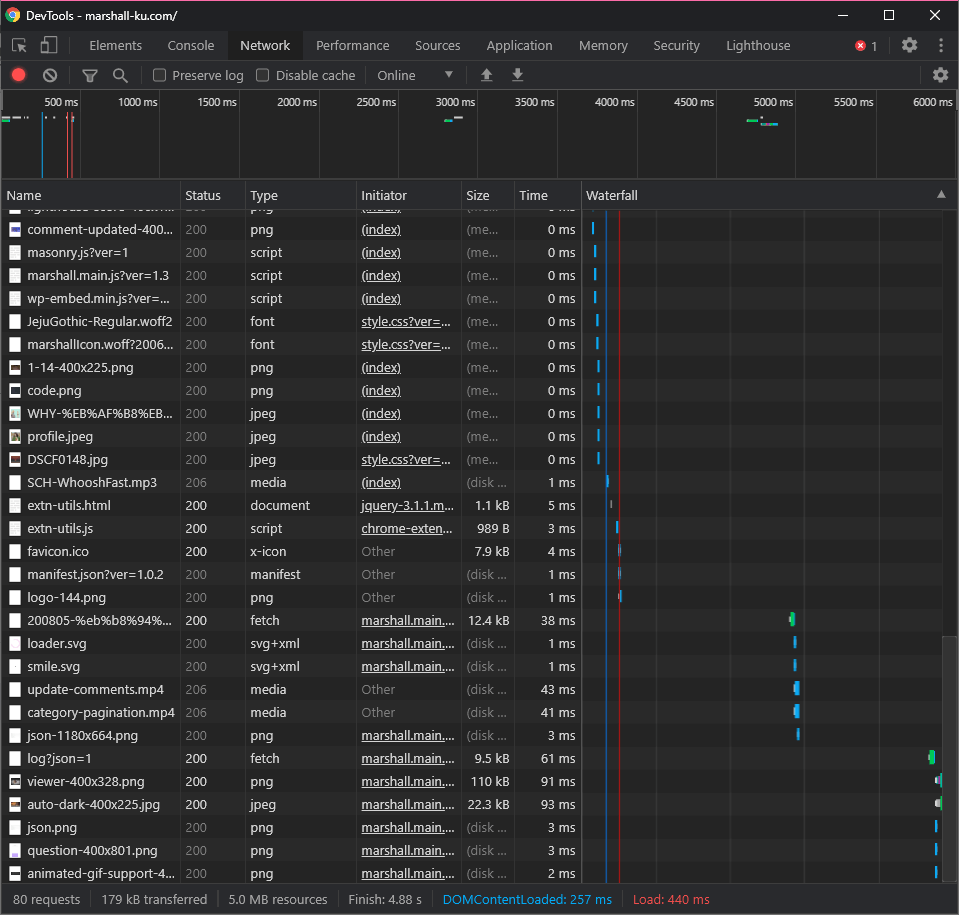 DevTools - marshall-ku.com/
Elements Console Network Performance Sources Application Memory Security Lighthouse 1
Preserve log Disable cache Online
500 ms 1000 ms 1500 ms 2000 ms 2500 ms 3000 ms 3500 ms 4000 ms 4500 ms 5000 ms 5500 ms 6000 ms
Name Status Type Initiator Size Time Waterfall
comment-updated-400... 200 png (index) (me... 0 ms
masonry.js?ver=1 200 script (index) (me... 0 ms
marshall.main.js?ver=1.3 200 script (index) (me... 0 ms
wp-embed.min.js?ver=... 200 script (index) (me... 0 ms
JejuGothic-Regular.woff2 200 font style.css?ver=... (me... 0 ms
marshallIcon.woff?2006... 200 font style.css?ver=... (me... 0 ms
1-14-400x225.png 200 png (index) (me... 0 ms
code.png 200 png (index) (me... 0 ms
WHY-%EB%AF%B8%EB... 200 jpeg (index) (me... 0 ms
profile.jpeg 200 jpeg (index) (me... 0 ms
DSCF0148.jpg 200 jpeg style.css?ver=... (me... 0 ms
SCH-WhooshFast.mp3 206 media (index) (disk ... 1 ms
extn-utils.html 200 document jquery-3.1.1.m... 1.1 kB 5 ms
extn-utils.js 200 script chrome-exten... 989 B 3 ms
favicon.ico 200 x-icon Other 7.9 kB 4 ms
manifest.json?ver=1.0.2 200 manifest Other (disk ... 1 ms
logo-144.png 200 png Other (disk ... 1 ms
200805-%eb%b8%94%... 200 fetch marshall.main.... 12.4 kB 38 ms
loader.svg 200 svg+xml marshall.main.... (disk ... 1 ms
smile.svg 200 svg+xml marshall.main.... (disk ... 1 ms
update-comments.mp4 206 media Other (disk ... 43 ms
category-pagination.mp4 206 media Other (disk ... 41 ms
json-1180x664.png 200 png marshall.main.... (disk ... 3 ms
log?json=1 200 fetch marshall.main.... 9.5 kB 61 ms
viewer-400x328.png 200 png marshall.main.... 110 kB 91 ms
auto-dark-400x225.jpg 200 jpeg marshall.main.... 22.3 kB 93 ms
json.png 200 png marshall.main.... (disk ... 3 ms
question-400x801.png 200 png marshall.main.... (disk ... 3 ms
animated-gif-support-4... 200 png marshall.main.... (disk ... 2 ms
80 requests 179 kB transferred 5.0 MB resources Finish: 4.88 s DOMContentLoaded: 257 ms Load: 440 ms